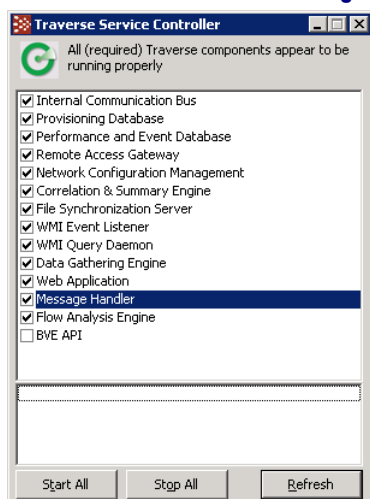 Traverse Service Controller
All (required) Traverse components appear to be
running properly
Internal Communication Bus
Provisioning Database
Performance and Event Database
Remote Access Gateway
Network Configuration Management
Correlation & Summary Engine
File Synchronization Server
WMI Event Listener
WMI Query Daemon
Data Gathering Engine
Web Application
Message Handler
Flow Analysis Engine
BVE API
Start All Stop All Refresh